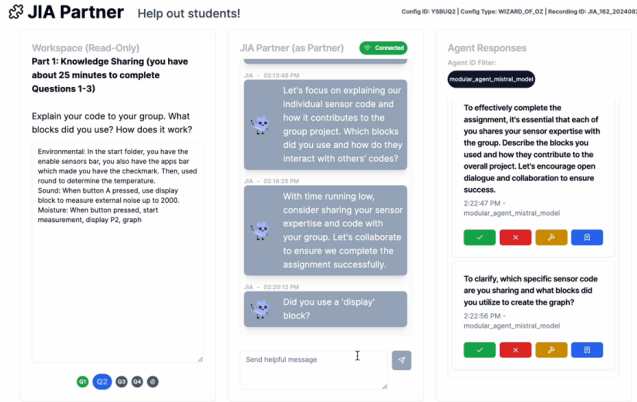 JIA Partner
Help out students!
Config ID: YSBUQ2 | Config Type: WIZARD_OF_OZ | Recording ID: JIA_162_202408
Workspace (Read-Only)
Part 1: Knowledge Sharing (you have
about 25 minutes to complete
Questions 1-3)
Explain your code to your group. What
blocks did you use? How does it work?
Environmental: In the start folder, you have the
enable sensors bar, you also have the apps bar
which made you have the checkmark. Then, used
round to determine the temperature.
Sound: When button A pressed, use display
block to measure external noise up to 2000.
Moisture: When button pressed, start
measurement, display P2, graph
Q1 Q2 Q3 Q4
JIA Partner (as Partner)
Connected
JIA - 02:13:46 PM
Let's focus on explaining our
individual sensor code and
how it contributes to the
group project. Which blocks
did you use and how do they
interact with others' codes?
JIA - 02:16:25 PM
With time running low,
consider sharing your sensor
expertise and code with
your group. Let's collaborate
to ensure we complete the
assignment successfully.
JIA - 02:20:12 PM
Did you use a 'display'
block?
Send helpful message
Agent Responses
Agent ID Filter:
modular_agent_mistral_model
To effectively complete the
assignment, it's essential that each of
you shares your sensor expertise with
the group. Describe the blocks you
used and how they contribute to the
overall project. Let's encourage open
dialogue and collaboration to ensure
success.
2:22:47 PM -
modular_agent_mistral_model
To clarify, which specific sensor code
are you sharing and what blocks did
you utilize to create the graph?
2:22:56 PM -
modular_agent_mistral_model